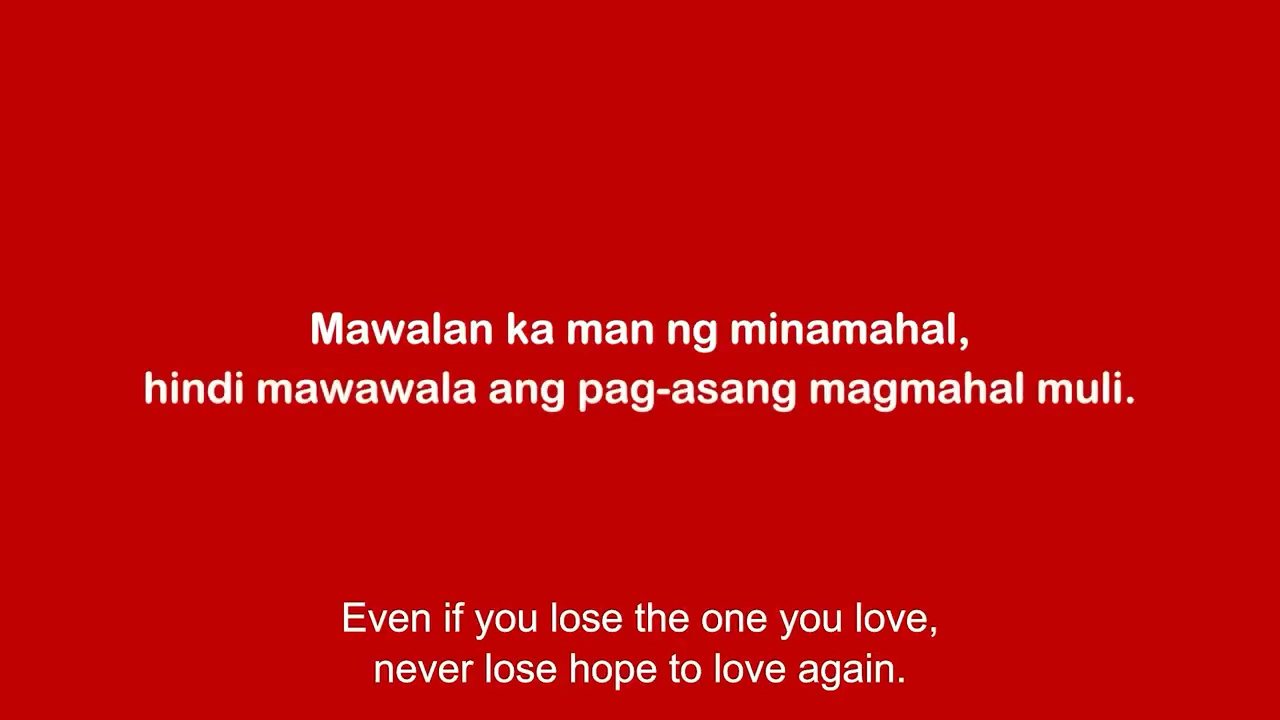 Mawalan ka man ng minamahal,
hindi mawawala ang pag-asang magmahal muli.
Even if you lose the one you love,
never lose hope to love again.